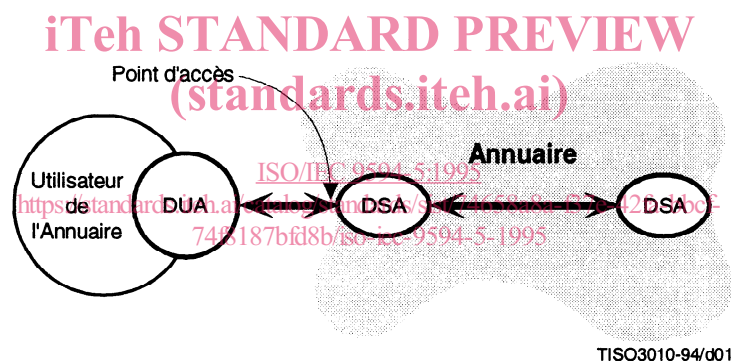 iTeh STANDARD PREVIEW
Point d'accès
(standards.iteh.ai)
Annuaire
ISO/IEC 9594-5:1995
Utilisateur
de
l'Annuaire
DUA
DSA
DSA
74f8187bfd8b/iso-iec-9594-5-1995
TISO3010-94/d01